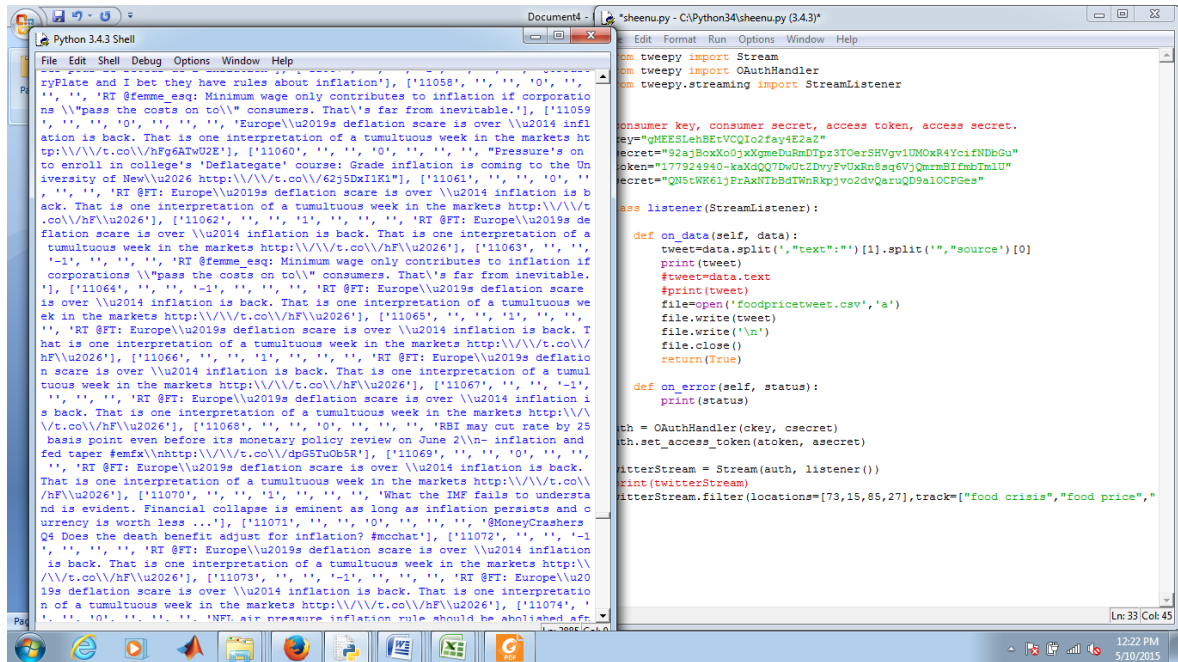 Document4 -
Python 3.4.3 Shell
File Edit Shell Debug Options Window Help
ryPlate and I bet they have rules about inflation'], ['11058', '', '', '0', '',
'', '', 'RT @femme_esq: Minimum wage only contributes to inflation if corporatio
ns \\"pass the costs on to\\" consumers. That\'s far from inevitable.'], ['11059
', '', '', '0', '', '', '', 'Europe\\u2019s deflation scare is over \\u2014 infl
ation is back. That is one interpretation of a tumultuous week in the markets ht
tp:\\/\\/t.co\\/hFg6ATwU2E'], ['11060', '', '', '0', '', '', '', "Pressure's on
to enroll in college's 'Deflategate' course: Grade inflation is coming to the Un
iversity of New\\u2026 http:\\/\\/t.co\\/62j5DxI1K1"], ['11061', '', '', '0', ''
, '', '', 'RT @FT: Europe\\u2019s deflation scare is over \\u2014 inflation is b
ack. That is one interpretation of a tumultuous week in the markets http:\\/\\/t
.co\\/hF\\u2026'], ['11062', '', '', '1', '', '', '', 'RT @FT: Europe\\u2019s de
flation scare is over \\u2014 inflation is back. That is one interpretation of a
tumultuous week in the markets http:\\/\\/t.co\\/hF\\u2026'], ['11063', '', '',
'-1', '', '', '', 'RT @femme_esq: Minimum wage only contributes to inflation if
corporations \\"pass the costs on to\\" consumers. That\'s far from inevitable.
'], ['11064', '', '', '-1', '', '', '', 'RT @FT: Europe\\u2019s deflation scare
is over \\u2014 inflation is back. That is one interpretation of a tumultuous we
ek in the markets http:\\/\\/t.co\\/hF\\u2026'], ['11065', '', '', '1', '', '',
'', 'RT @FT: Europe\\u2019s deflation scare is over \\u2014 inflation is back. T
hat is one interpretation of a tumultuous week in the markets http:\\/\\/t.co\\/
hF\\u2026'], ['11066', '', '', '1', '', '', '', 'RT @FT: Europe\\u2019s deflatio
n scare is over \\u2014 inflation is back. That is one interpretation of a tumul
tuous week in the markets http:\\/\\/t.co\\/hF\\u2026'], ['11067', '', '', '-1',
'', '', '', 'RT @FT: Europe\\u2019s deflation scare is over \\u2014 inflation i
s back. That is one interpretation of a tumultuous week in the markets http:\\/\
\/t.co\\/hF\\u2026'], ['11068', '', '', '0', '', '', '', 'RBI may cut rate by 25
basis point even before its monetary policy review on June 2\\n- inflation and
fed taper #emfx\\nhttp:\\/\\/t.co\\/dpG5TuOb5R'], ['11069', '', '', '0', '', '',
'', 'RT @FT: Europe\\u2019s deflation scare is over \\u2014 inflation is back.
That is one interpretation of a tumultuous week in the markets http:\\/\\/t.co\\
/hF\\u2026'], ['11070', '', '', '1', '', '', '', 'What the IMF fails to understa
nd is evident. Financial collapse is eminent as long as inflation persists and c
urrency is worth less ...'], ['11071', '', '', '0', '', '', '', '@MoneyCrashers
Q4 Does the death benefit adjust for inflation? #mcchat'], ['11072', '', '', '-1
', '', '', '', 'RT @FT: Europe\\u2019s deflation scare is over \\u2014 inflation
is back. That is one interpretation of a tumultuous week in the markets http:\\
/\\/t.co\\/hF\\u2026'], ['11073', '', '', '-1', '', '', '', 'RT @FT: Europe\\u20
19s deflation scare is over \\u2014 inflation is back. That is one interpretatio
n of a tumultuous week in the markets http:\\/\\/t.co\\/hF\\u2026'], ['11074', '
', '', '0', '', '', '', 'NFL air pressure inflation rule should be abolished aft
*sheenu.py - C:\Python34\sheenu.py (3.4.3)*
Edit Format Run Options Window Help
om tweepy import Stream
om tweepy import OAuthHandler
om tweepy.streaming import StreamListener
consumer key, consumer secret, access token, access secret.
key="gMEESLehBEtVCQIo2fay4E2aZ"
secret="92ajBoxXo0jxXgmeDuRmDTpz3TOerSHVgv1UMOxR4YcifNDbGu"
token="177924940-kaXdQQ7DwUtZDvyFvUxRn8sq6VjQmrmBIfmbTmlU"
secret="QN5tWK61jPrAxNTbBdTWnRkpjvo2dvQaruQD9alOCPGes"
ass listener(StreamListener):
def on_data(self, data):
tweet=data.split(',"text":"')[1].split('","source')[0]
print(tweet)
#tweet=data.text
#print(tweet)
file=open('foodpricetweet.csv','a')
file.write(tweet)
file.write('\n')
file.close()
return(True)
def on_error(self, status):
print(status)
th = OAuthHandler(ckey, csecret)
th.set_access_token(atoken, asecret)
witterStream = Stream(auth, listener())
rint(twitterStream)
witterStream.filter(locations=[73,15,85,27],track=["food crisis","food price","
Ln: 33 Col: 45
12:22 PM
5/10/2015